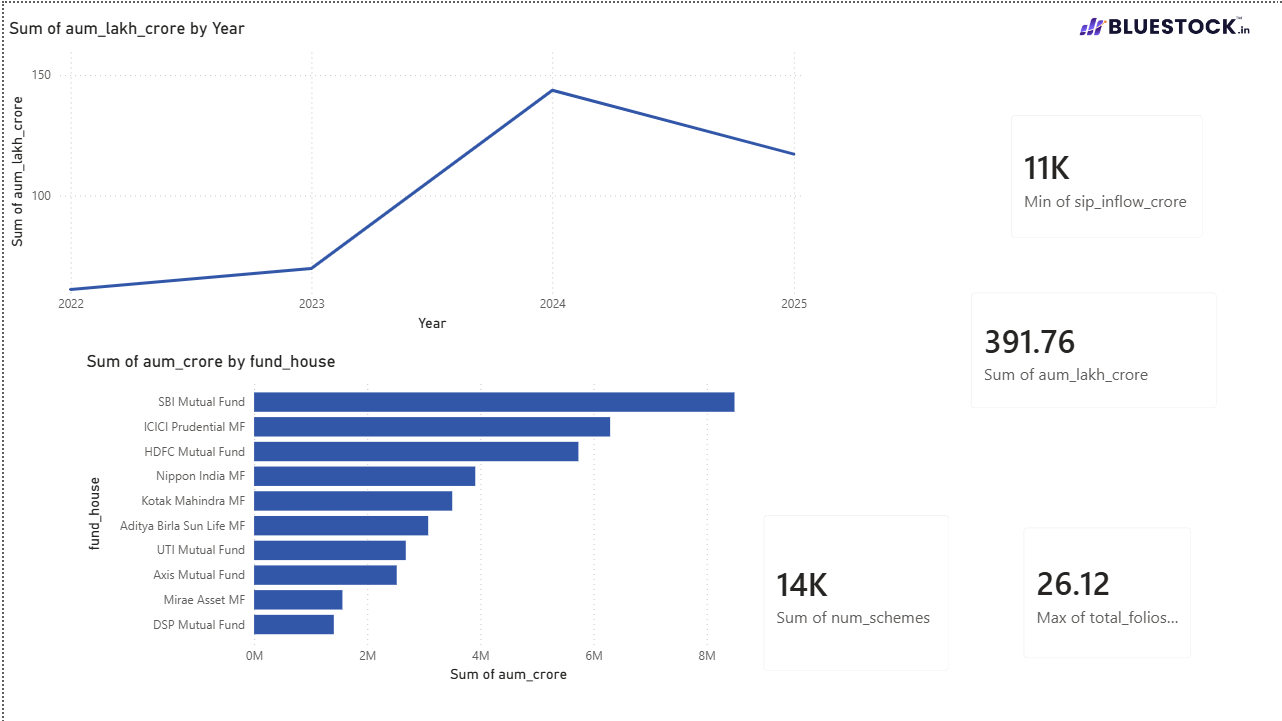 Sum of aum_lakh_crore by Year
BLUESTOCK.in
TM
Sum of aum_lakh_crore
150
100
2022
2023
2024
2025
Year
11K
Min of sip_inflow_crore
391.76
Sum of aum_lakh_crore
Sum of aum_crore by fund_house
fund_house
SBI Mutual Fund
ICICI Prudential MF
HDFC Mutual Fund
Nippon India MF
Kotak Mahindra MF
Aditya Birla Sun Life MF
UTI Mutual Fund
Axis Mutual Fund
Mirae Asset MF
DSP Mutual Fund
0M
2M
4M
6M
8M
Sum of aum_crore
14K
Sum of num_schemes
26.12
Max of total_folios...